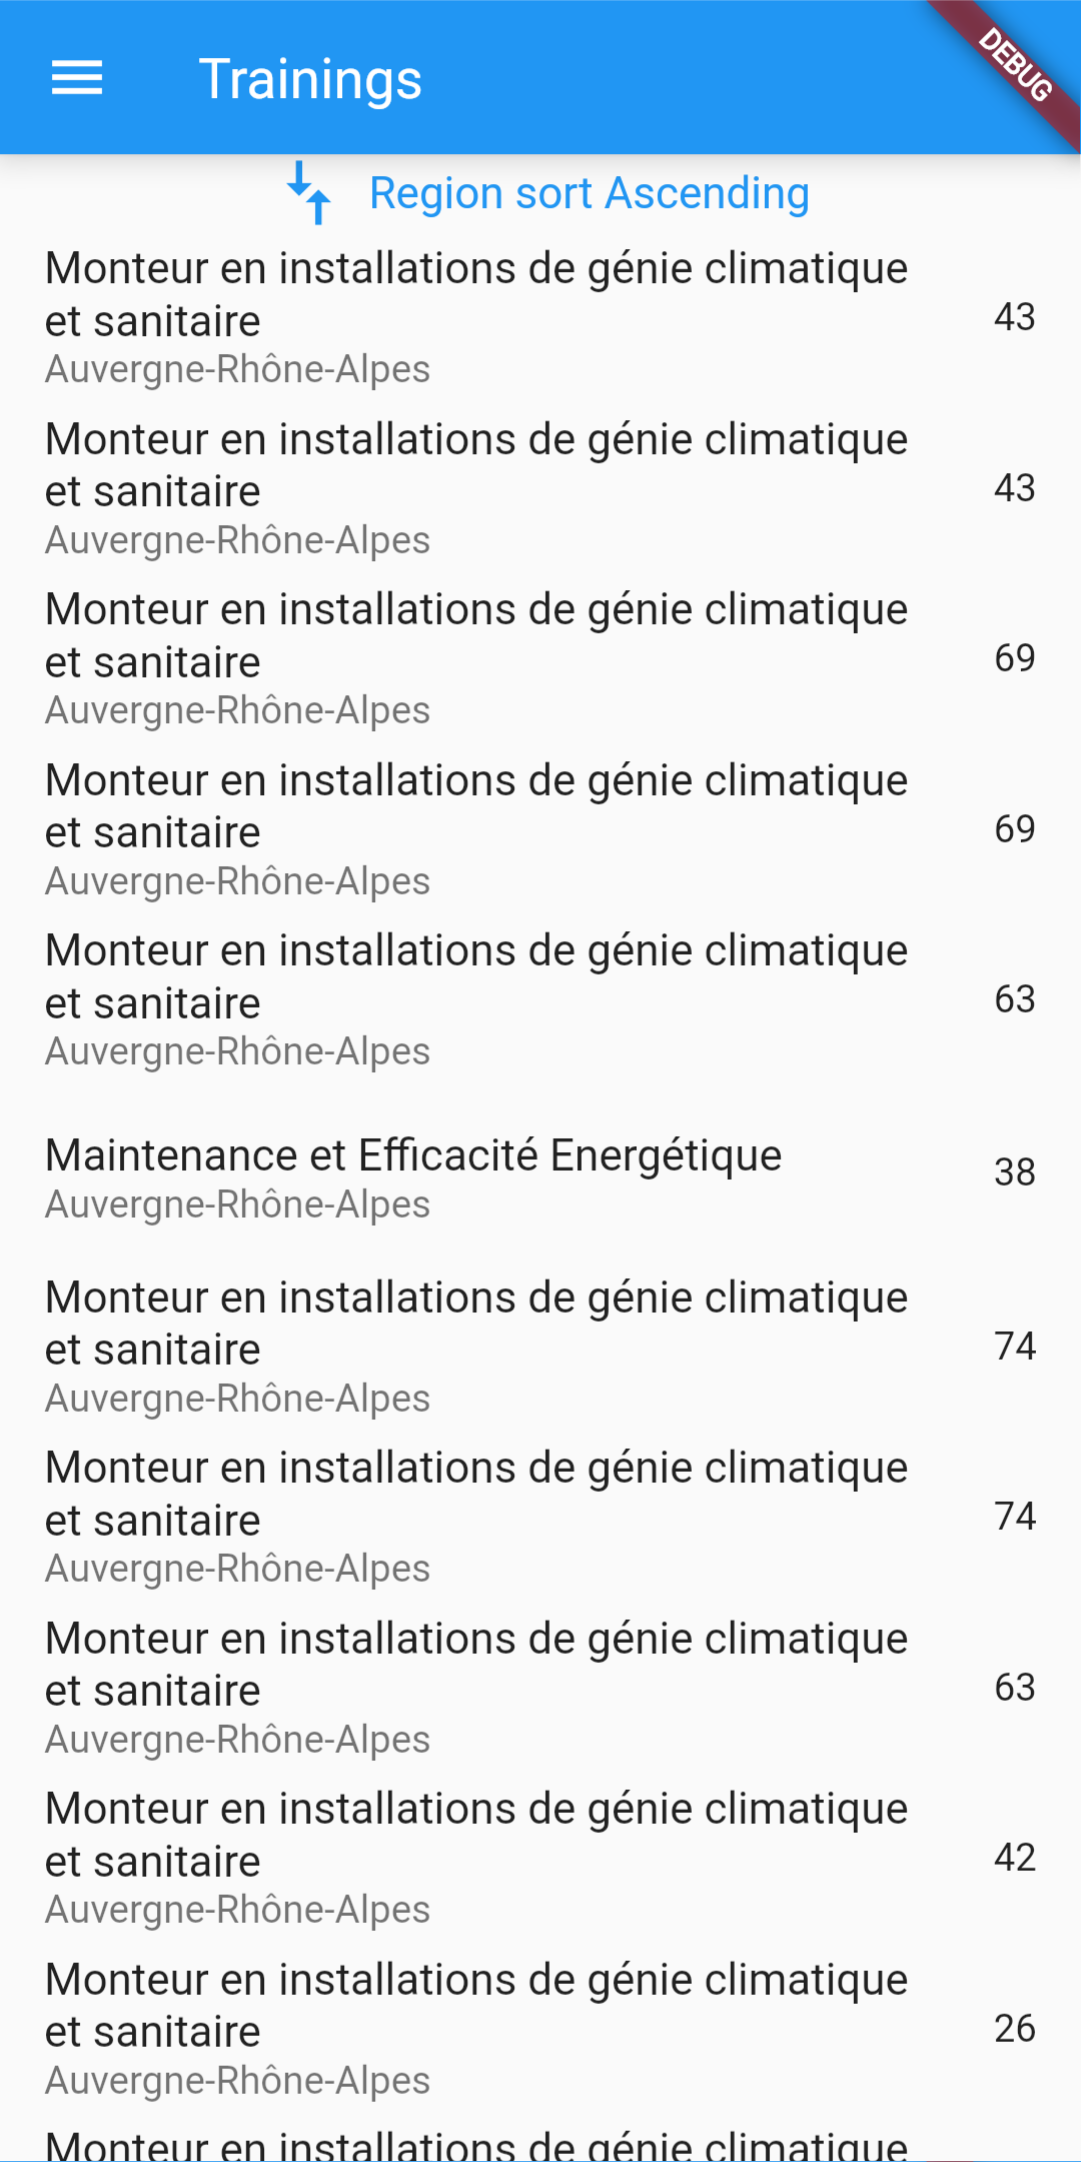 Trainings
DEBUG
Region sort Ascending
Monteur en installations de génie climatique
et sanitaire
43
Auvergne-Rhône-Alpes
Monteur en installations de génie climatique
et sanitaire
43
Auvergne-Rhône-Alpes
Monteur en installations de génie climatique
et sanitaire
69
Auvergne-Rhône-Alpes
Monteur en installations de génie climatique
et sanitaire
69
Auvergne-Rhône-Alpes
Monteur en installations de génie climatique
et sanitaire
63
Auvergne-Rhône-Alpes
Maintenance et Efficacité Energétique
38
Auvergne-Rhône-Alpes
Monteur en installations de génie climatique
et sanitaire
74
Auvergne-Rhône-Alpes
Monteur en installations de génie climatique
et sanitaire
74
Auvergne-Rhône-Alpes
Monteur en installations de génie climatique
et sanitaire
63
Auvergne-Rhône-Alpes
Monteur en installations de génie climatique
et sanitaire
42
Auvergne-Rhône-Alpes
Monteur en installations de génie climatique
et sanitaire
26
Auvergne-Rhône-Alpes
Monteur en installations de génie climatique